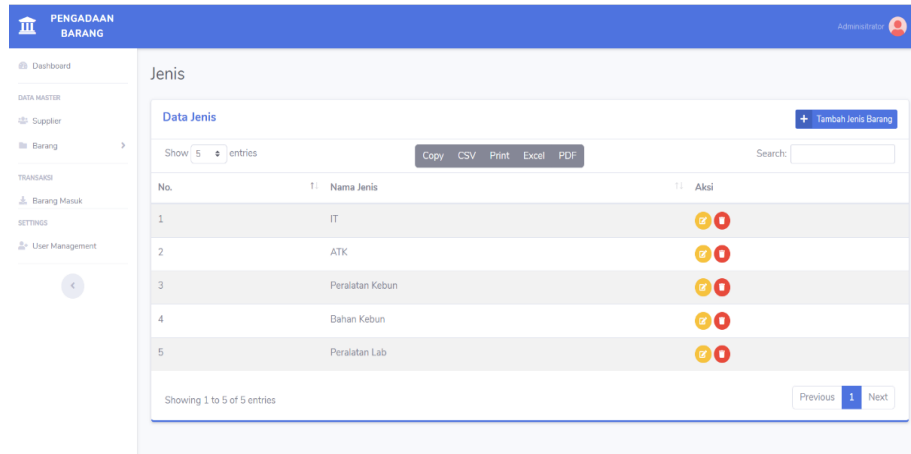 PENGADAAN
BARANG
Adminsitrator
Dashboard
DATA MASTER
Supplier
Barang
TRANSAKSI
Barang Masuk
SETTINGS
User Management
Jenis
Data Jenis
Tambah Jenis Barang
Show 5 entries
Copy CSV Print Excel PDF
Search:
No. Nama Jenis Aksi
1 IT
2 ATK
3 Peralatan Kebun
4 Bahan Kebun
5 Peralatan Lab
Showing 1 to 5 of 5 entries
Previous 1 Next